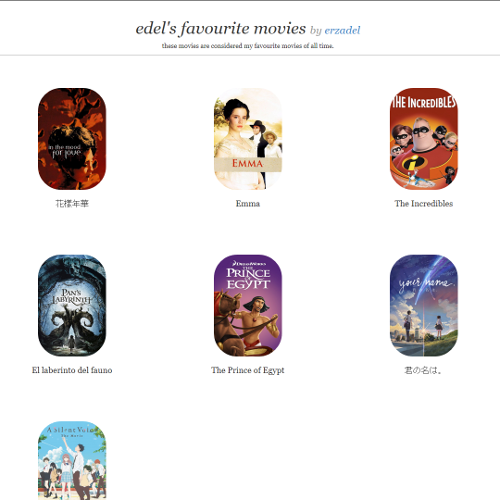 edel's favourite movies by erzadel
these movies are considered my favourite movies of all time.
in the mood
for love
EMMA
THE INCREDIBLES
花樣年華
Emma
The Incredibles
PAN'S
LABYRINTH
DREAMWORKS
THE
PRINCE OF
EGYPT
your name.
El laberinto del fauno
The Prince of Egypt
君の名は。
A Silent Voice
The Movie